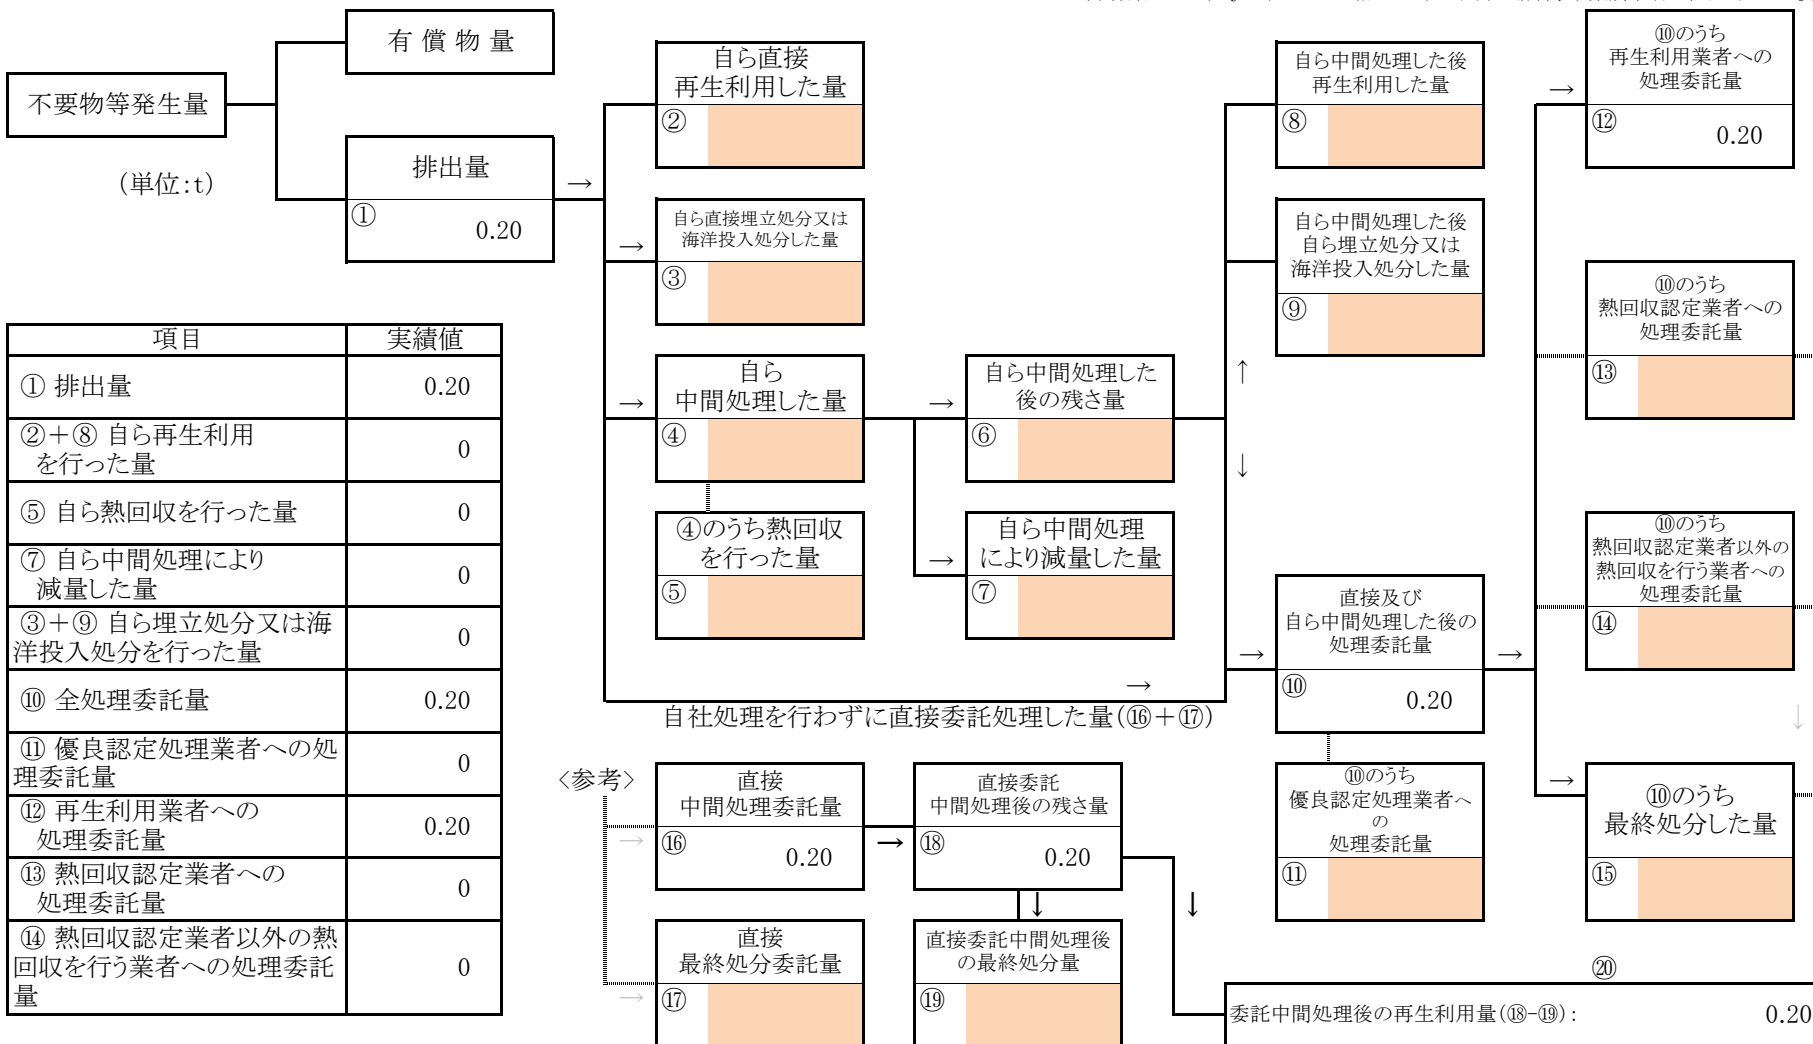 有 償 物 量
不要物等発生量
(単位:t)
排出量
→
①
0.20
自ら直接
再生利用した量
②
→
自ら直接埋立処分又は
海洋投入処分した量
③
→
自ら
中間処理した量
④
④のうち熱回収
を行った量
⑤
→
自ら中間処理した
後の残さ量
⑥
→
自ら中間処理
により減量した量
⑦
自ら中間処理した後
再生利用した量
⑧
自ら中間処理した後
自ら埋立処分又は
海洋投入処分した量
⑨
↑
↓
→
直接及び
自ら中間処理した後の
処理委託量
⑩
0.20
→
→
自社処理を行わずに直接委託処理した量(⑯+⑰)
⑩のうち
優良認定処理業者へ
の
処理委託量
⑪
→
⑩のうち
再生利用業者への
処理委託量
⑫
0.20
⑩のうち
熱回収認定業者への
処理委託量
⑬
⑩のうち
熱回収認定業者以外の
熱回収を行う業者への
処理委託量
⑭
↓
→
⑩のうち
最終処分した量
⑮
項目 実績値
① 排出量 0.20
②+⑧ 自ら再生利用
を行った量 0
⑤ 自ら熱回収を行った量 0
⑦ 自ら中間処理により
減量した量 0
③+⑨ 自ら埋立処分又は海
洋投入処分を行った量 0
⑩ 全処理委託量 0.20
⑪ 優良認定処理業者への処
理委託量 0
⑫ 再生利用業者への
処理委託量 0.20
⑬ 熱回収認定業者への
処理委託量 0
⑭ 熱回収認定業者以外の熱
回収を行う業者への処理委託
量 0
<参考>
→
直接
中間処理委託量
⑯
0.20
→
直接委託
中間処理後の残さ量
⑱
0.20
↓
↓
→
直接
最終処分委託量
⑰
直接委託中間処理後
の最終処分量
⑲
⑳
委託中間処理後の再生利用量(⑱-⑲): 0.20